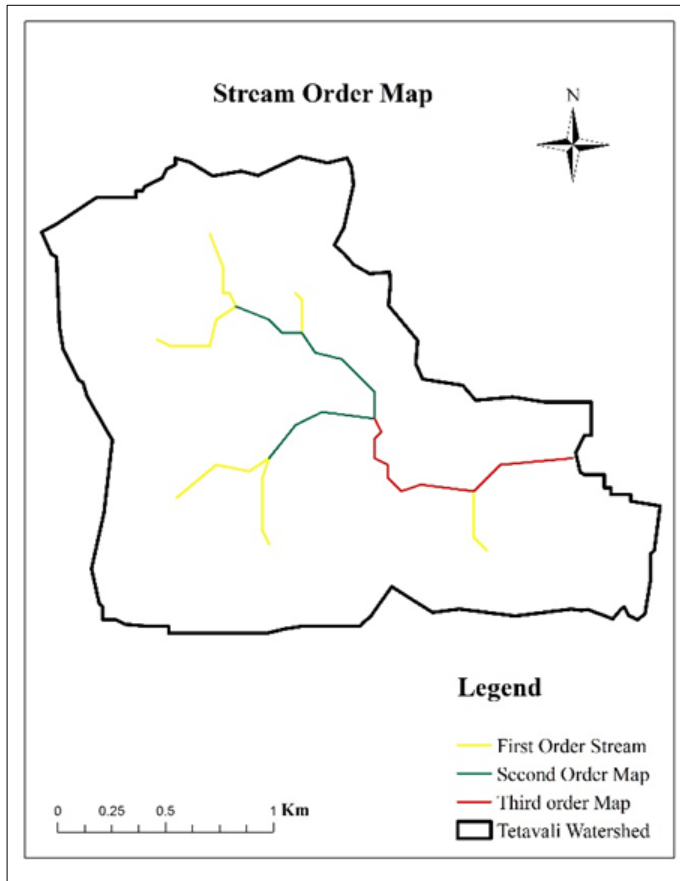 Stream Order Map
N
Legend
First Order Stream
Second Order Map
Third order Map
Tetavali Watershed
0 0.25 0.5 1 Km